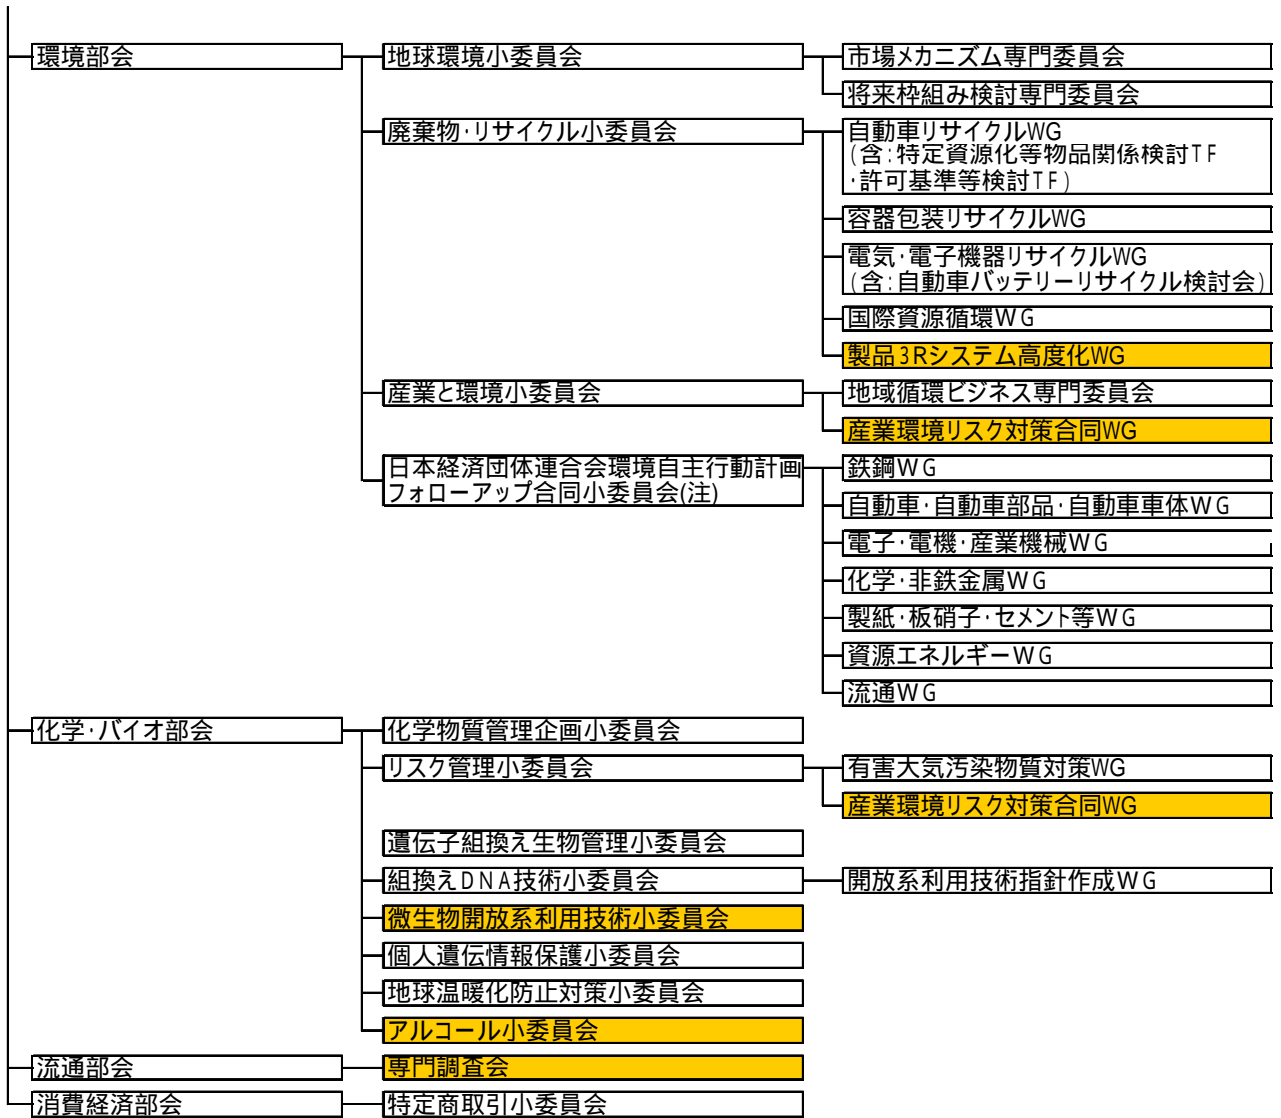 環境部会
地球環境小委員会
市場メカニズム専門委員会
将来枠組み検討専門委員会
廃棄物・リサイクル小委員会
自動車リサイクルWG
(含:特定資源化等物品関係検討TF
・許可基準等検討TF)
容器包装リサイクルWG
電気・電子機器リサイクルWG
(含:自動車バッテリーリサイクル検討会)
国際資源循環WG
製品3Rシステム高度化WG
産業と環境小委員会
地域循環ビジネス専門委員会
産業環境リスク対策合同WG
日本経済団体連合会環境自主行動計画
フォローアップ合同小委員会(注)
鉄鋼WG
自動車・自動車部品・自動車車体WG
電子・電機・産業機械WG
化学・非鉄金属WG
製紙・板硝子・セメント等WG
資源エネルギーWG
流通WG
化学・バイオ部会
化学物質管理企画小委員会
リスク管理小委員会
有害大気汚染物質対策WG
産業環境リスク対策合同WG
遺伝子組換え生物管理小委員会
組換えDNA技術小委員会
開放系利用技術指針作成WG
微生物開放系利用技術小委員会
個人遺伝情報保護小委員会
地球温暖化防止対策小委員会
アルコール小委員会
流通部会
専門調査会
消費経済部会
特定商取引小委員会